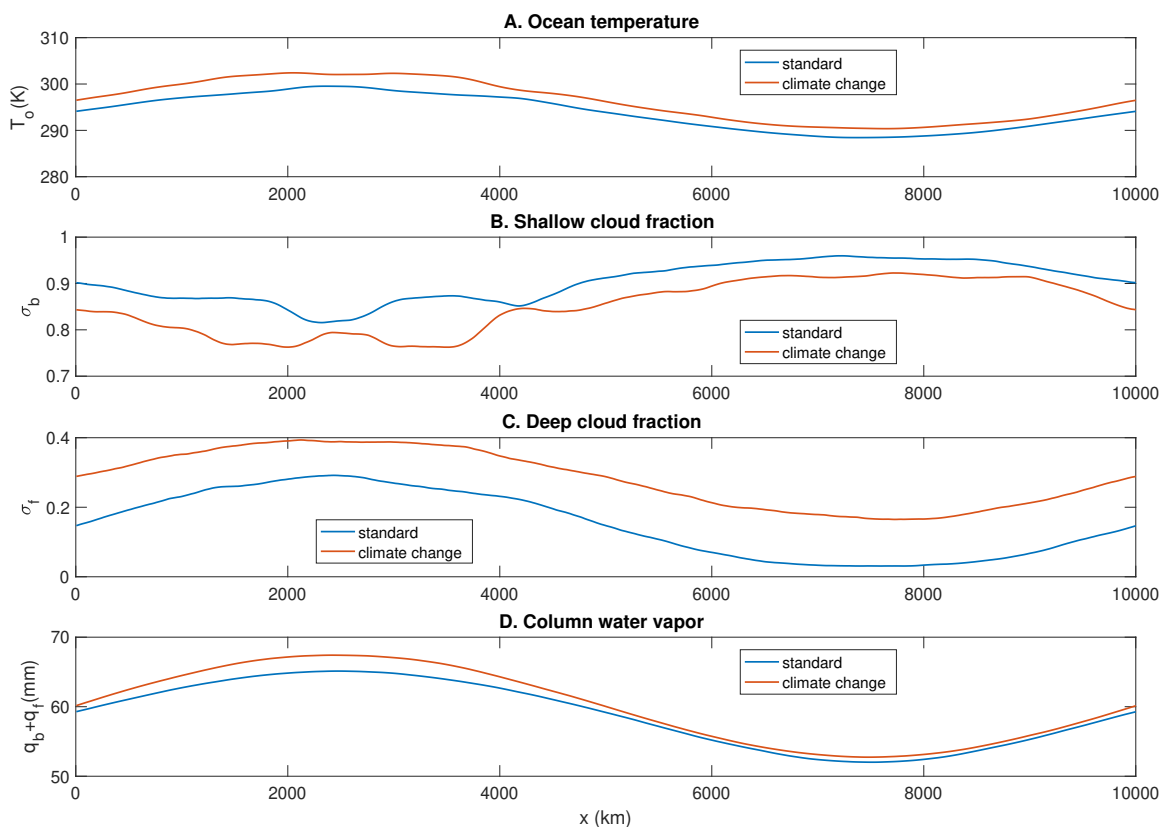 A. Ocean temperature
310
300
290
280
T_o (K)
standard
climate change
0 2000 4000 6000 8000 10000
B. Shallow cloud fraction
1
0.9
0.8
0.7
σ_b
standard
climate change
0 2000 4000 6000 8000 10000
C. Deep cloud fraction
0.4
0.2
0
σ_f
standard
climate change
0 2000 4000 6000 8000 10000
D. Column water vapor
70
60
50
q_b+q_f(mm)
standard
climate change
0 2000 4000 6000 8000 10000
x (km)